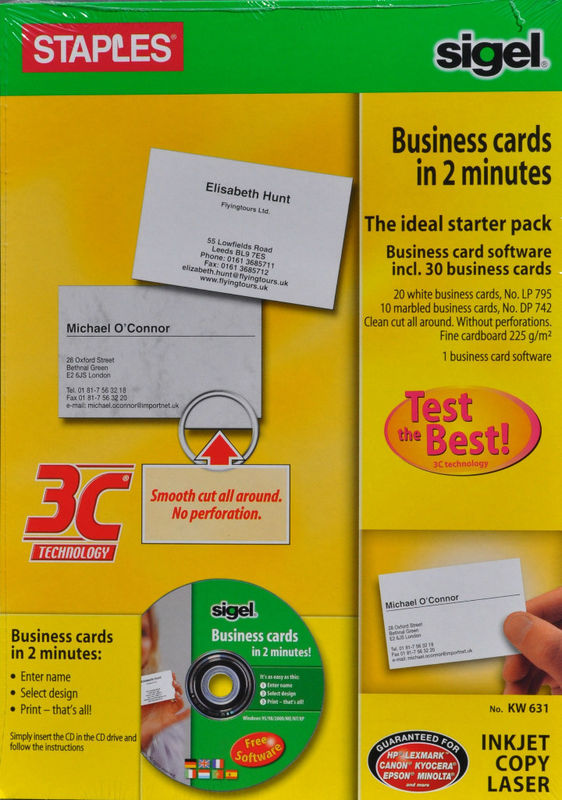 STAPLES®
sigel®
Business cards
in 2 minutes
The ideal starter pack
Business card software
incl. 30 business cards
20 white business cards, No. LP 795
10 marbled business cards, No. DP 742
Clean cut all around. Without perforations.
Fine cardboard 225 g/m²
1 business card software
Elisabeth Hunt
Flyingtours Ltd.
55 Lowfields Road
Leeds BL9 7ES
Phone: 0161 3685711
Fax: 0161 3685712
elizabeth.hunt@flyingtours.uk
www.flyingtours.uk
Michael O'Connor
28 Oxford Street
Bethnal Green
E2 6JS London
Tel. 01 81-7 56 32 18
Fax 01 81-7 56 32 20
e-mail: michael.oconnor@importnet.uk
Test
the Best!
3C technology
3C®
TECHNOLOGY
Smooth cut all around.
No perforation.
Michael O'Connor
28 Oxford Street
Bethnal Green
E2 6JS London
Tel. 01 81-7 56 32 19
Fax 01 81-7 56 32 20
e-mail: michael.oconnor@importnet.uk
Business cards
in 2 minutes:
• Enter name
• Select design
• Print – that's all!
Simply insert the CD in the CD drive and
follow the instructions
sigel®
Business cards
in 2 minutes!
It's as easy as this:
1 Enter name
2 Select design
3 Print – that's all!
Windows 95/98/2000/ME/NT/XP
Free
Software
No. KW 631
GUARANTEED FOR
HP LEXMARK
CANON KYOCERA
EPSON MINOLTA
and more
INKJET
COPY
LASER